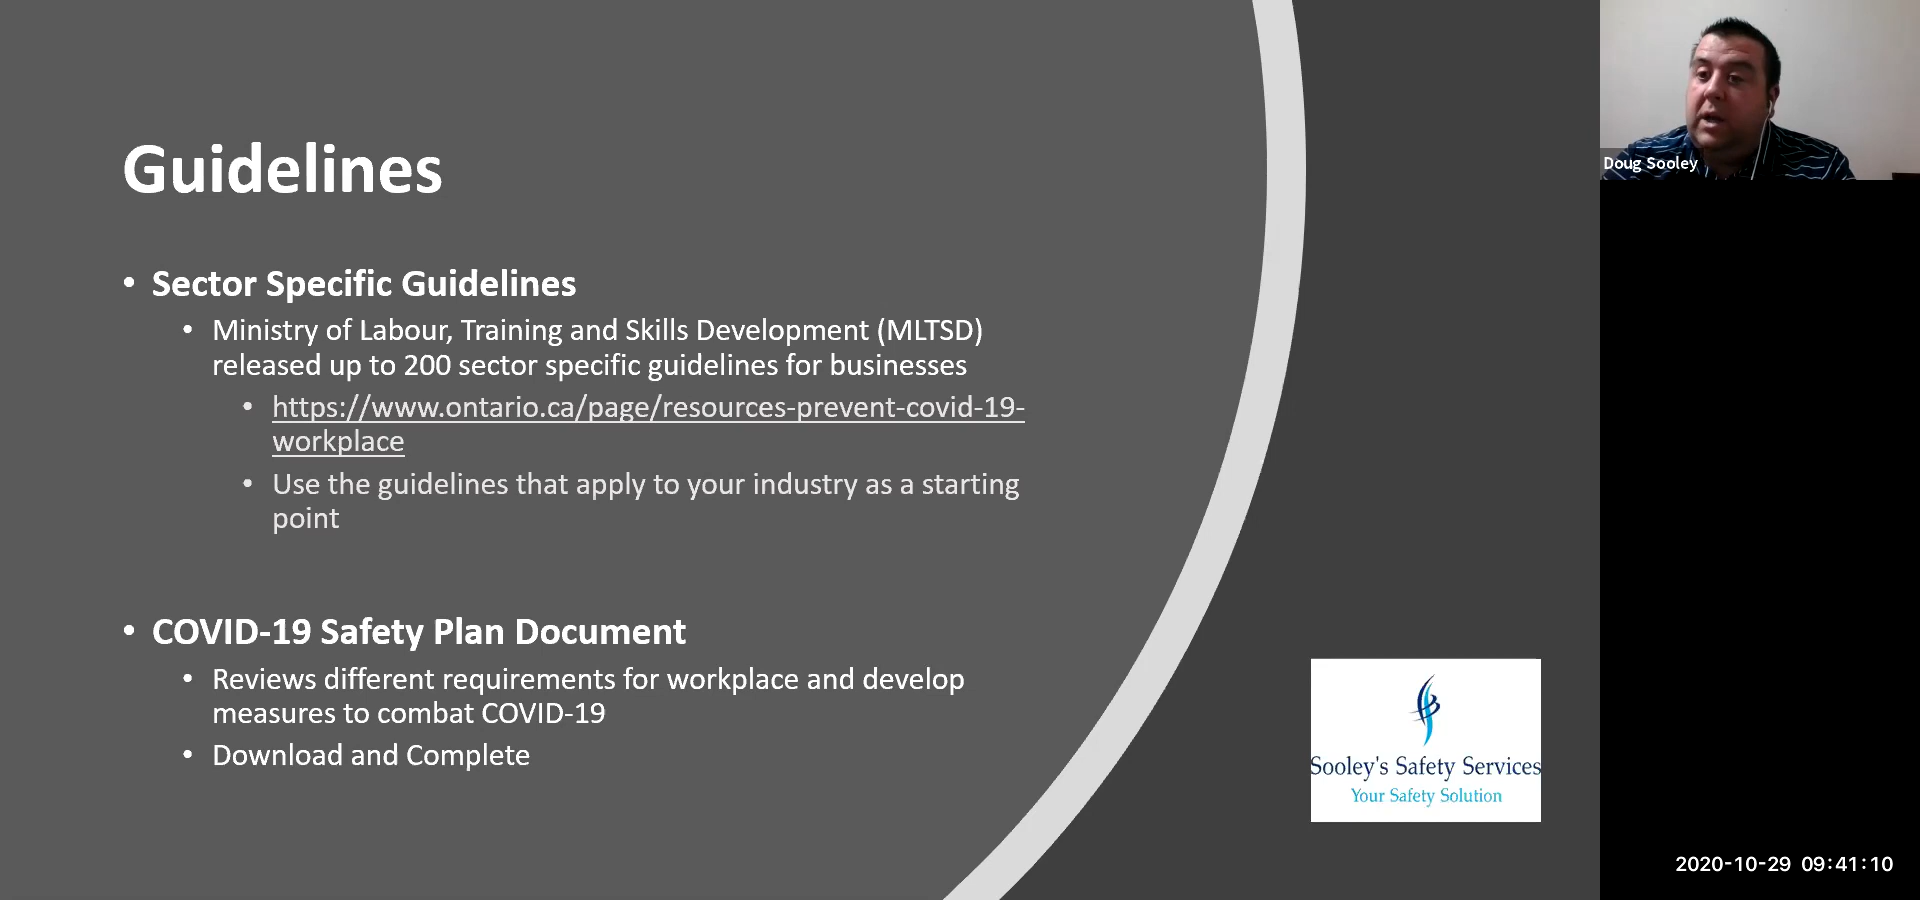 Guidelines
• Sector Specific Guidelines
• Ministry of Labour, Training and Skills Development (MLTSD)
released up to 200 sector specific guidelines for businesses
• https://www.ontario.ca/page/resources-prevent-covid-19-
workplace
• Use the guidelines that apply to your industry as a starting
point
• COVID-19 Safety Plan Document
• Reviews different requirements for workplace and develop
measures to combat COVID-19
• Download and Complete
Sooley's Safety Services
Your Safety Solution
Doug Sooley
2020-10-29 09:41:10